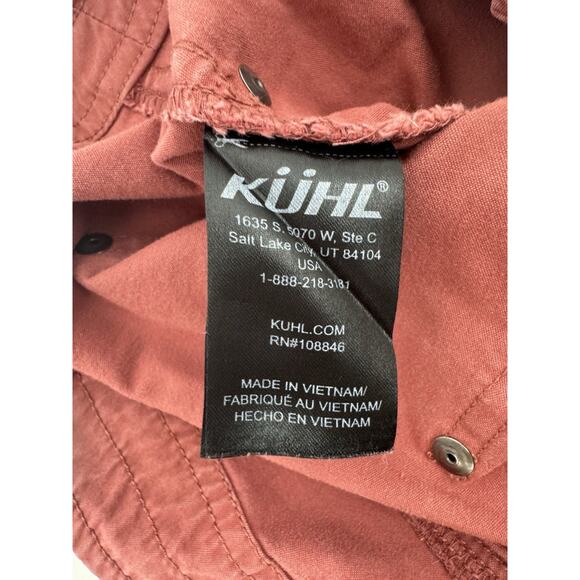 KÜHL®
1635 S. 5070 W, Ste C
Salt Lake City, UT 84104
USA
1-888-218-3181
KUHL.COM
RN#108846
MADE IN VIETNAM/
FABRIQUÉ AU VIETNAM/
HECHO EN VIETNAM